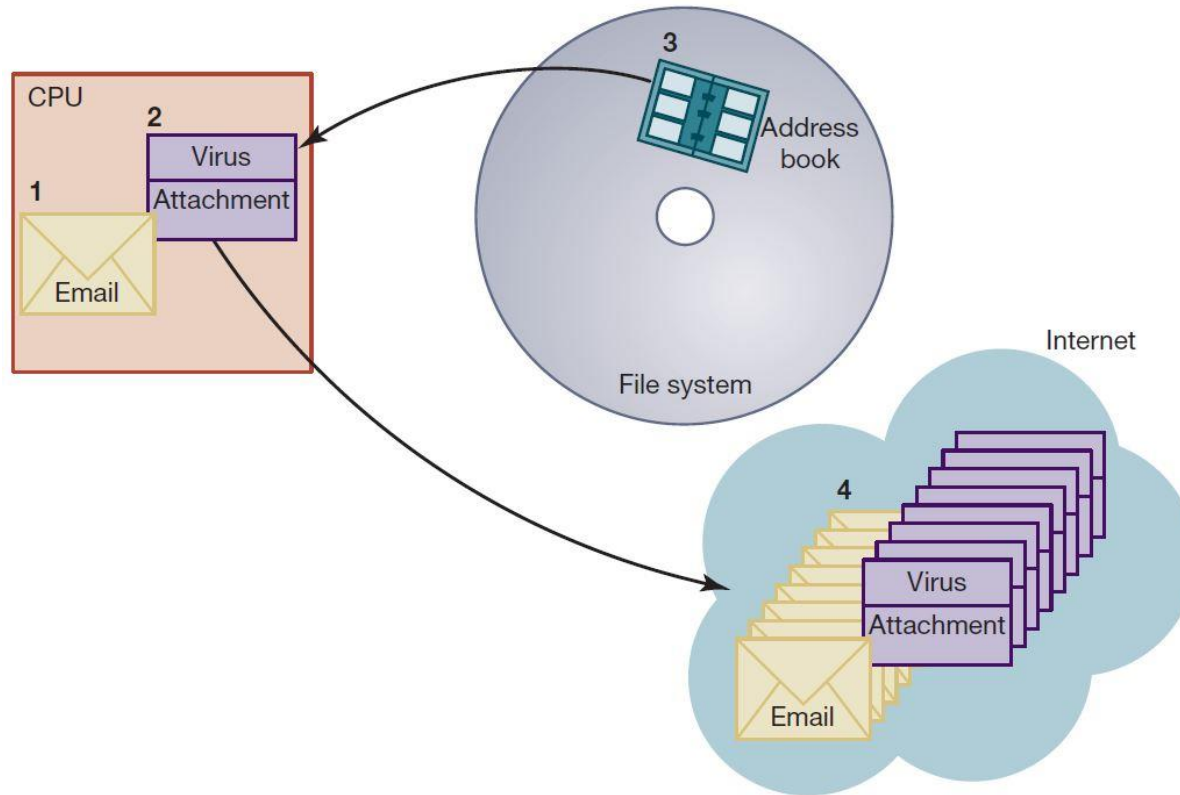 CPU
2
Virus
Attachment
1
Email
3
Address
book
File system
Internet
4
Virus
Attachment
Email